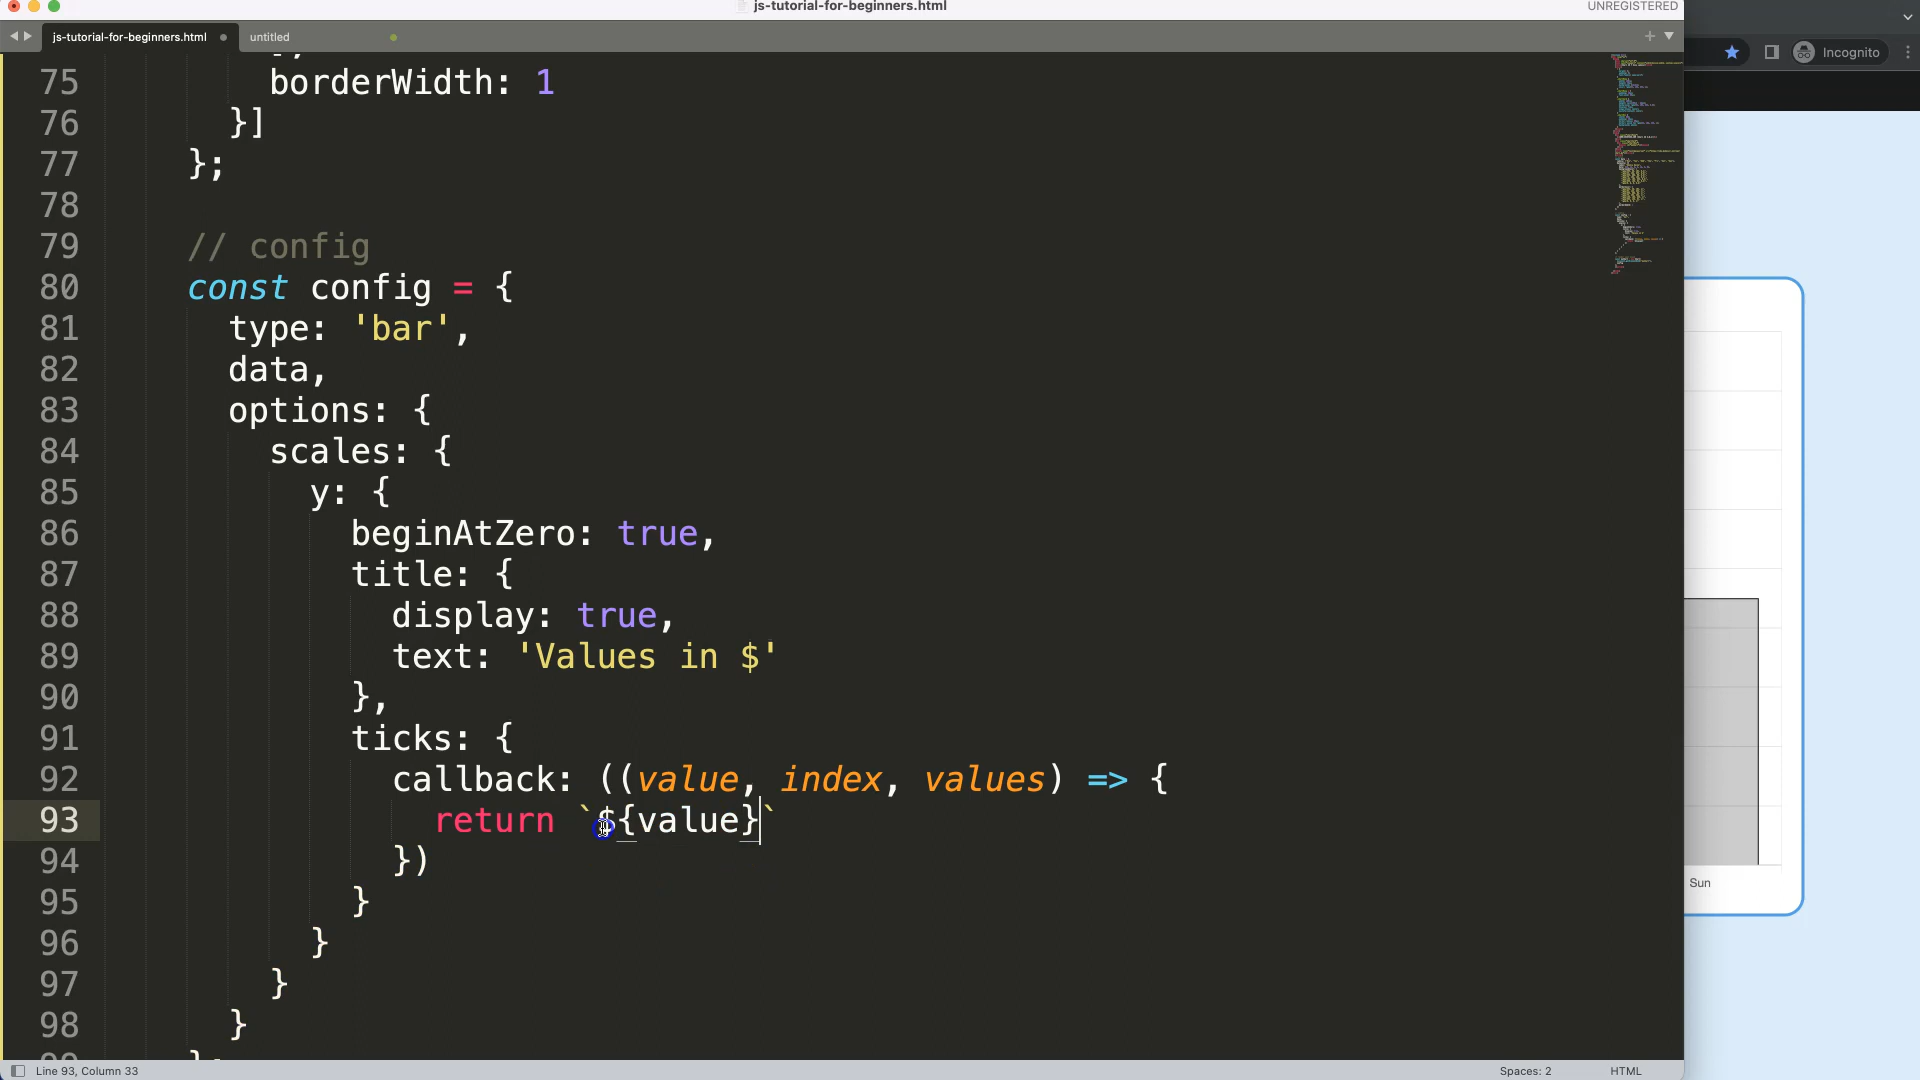 js-tutorial-for-beginners.html
UNREGISTERED
js-tutorial-for-beginners.html
untitled
Incognito
75 borderWidth: 1
76 }]
77 };
78
79 // config
80 const config = {
81 type: 'bar',
82 data,
83 options: {
84 scales: {
85 y: {
86 beginAtZero: true,
87 title: {
88 display: true,
89 text: 'Values in $'
90 },
91 ticks: {
92 callback: ((value, index, values) => {
93 return `${value}`
94 })
95 }
96 }
97 }
98 }
Sun
Line 93, Column 33
Spaces: 2
HTML